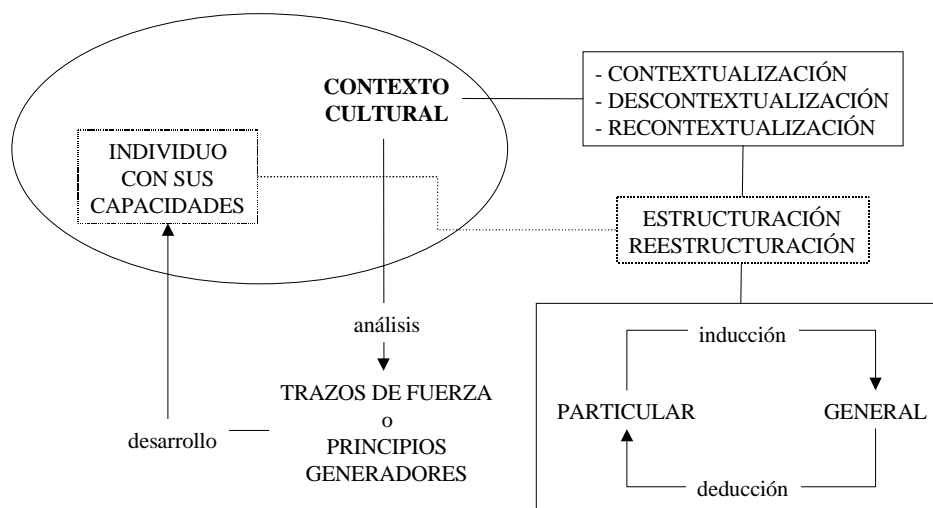 CONTEXTO
CULTURAL
- CONTEXTUALIZACIÓN
- DESCONTEXTUALIZACIÓN
- RECONTEXTUALIZACIÓN
INDIVIDUO
CON SUS
CAPACIDADES
ESTRUCTURACIÓN
REESTRUCTURACIÓN
análisis
TRAZOS DE FUERZA
o
PRINCIPIOS
GENERADORES
desarrollo
inducción
PARTICULAR
GENERAL
deducción